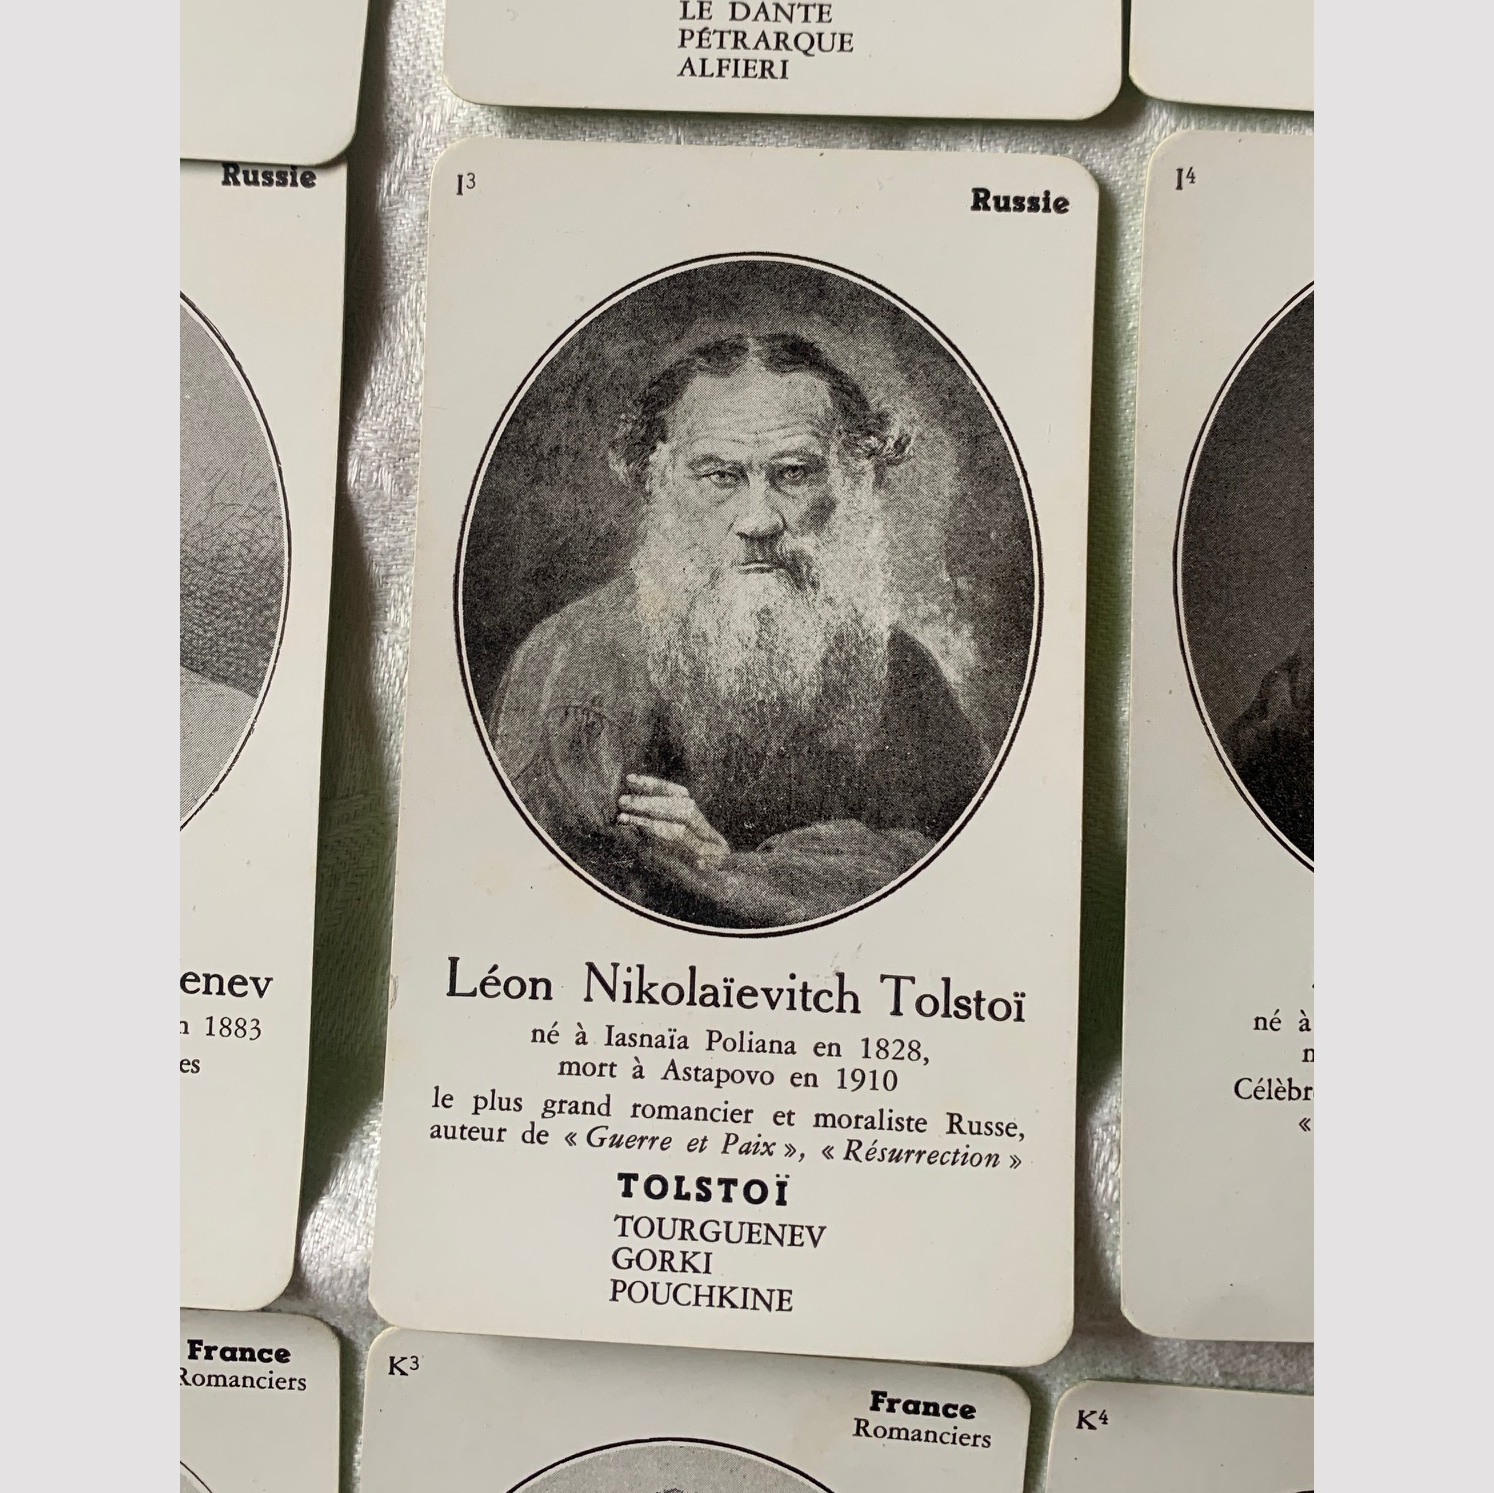 LE DANTE
PÉTRARQUE
ALFIERI
Russie
enev
1883
es
I3
Russie
Léon Nikolaïevitch Tolstoï
né à Iasnaïa Poliana en 1828,
mort à Astapovo en 1910
le plus grand romancier et moraliste Russe,
auteur de « Guerre et Paix », « Résurrection »
TOLSTOÏ
TOURGUENEV
GORKI
POUCHKINE
I4
né à
Célèbr
«
France
Romanciers
K3
France
Romanciers
K4